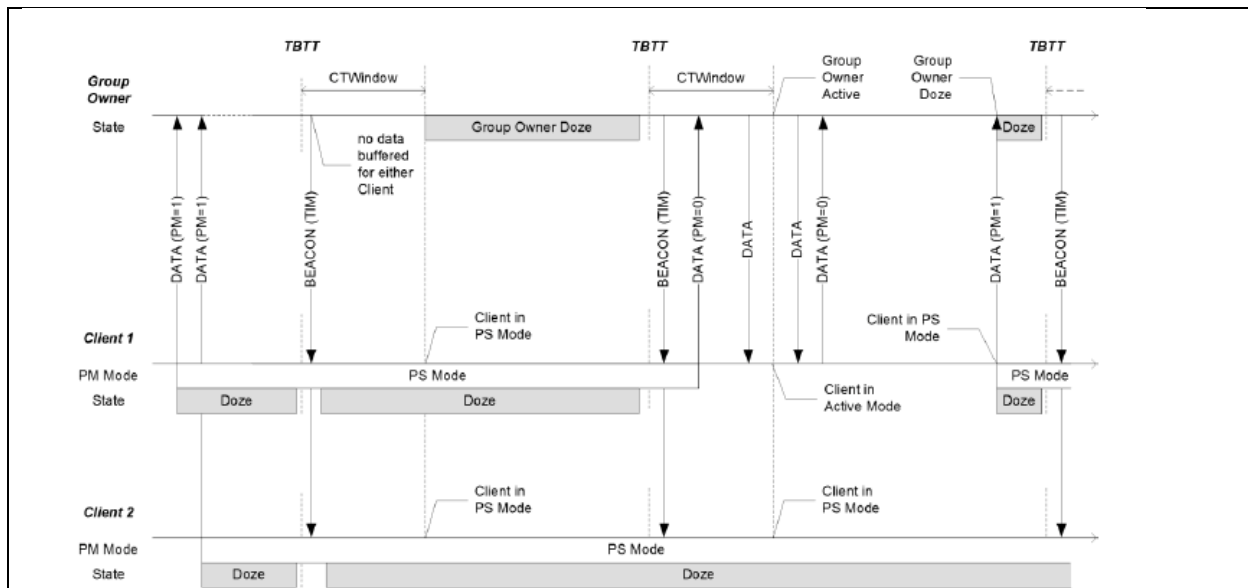 TBTT TBTT TBTT
Group
Owner
CTWindow CTWindow
Group
Owner
Active
Group
Owner
Doze
State
Group Owner Doze
Doze
no data
buffered
for either
Client
DATA (PM=1)
DATA (PM=1)
BEACON (TIM)
BEACON (TIM)
DATA (PM=0)
DATA
DATA
DATA (PM=0)
DATA (PM=1)
BEACON (TIM)
Client 1
Client in
PS Mode
Client in PS
Mode
PM Mode
PS Mode
PS Mode
State
Doze
Doze
Client in
Active Mode
Doze
Client 2
Client in
PS Mode
Client in
PS Mode
PM Mode
PS Mode
State
Doze
Doze